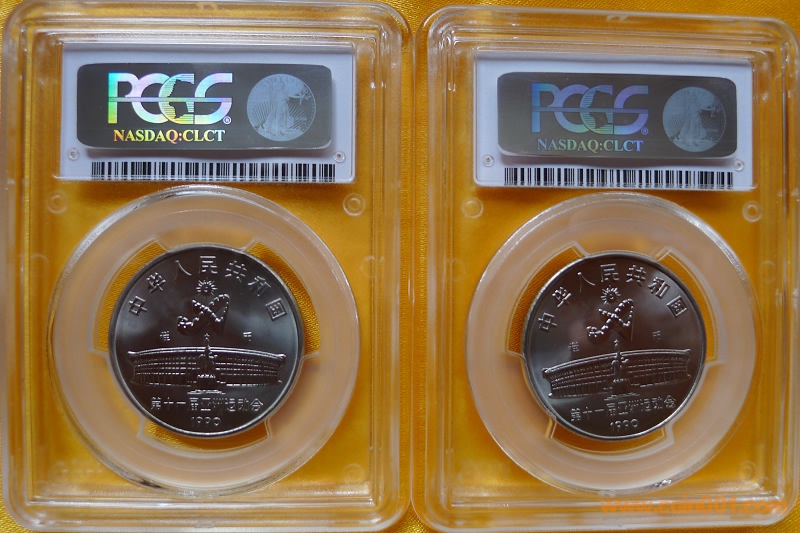 PCGS
NASDAQ:CLCT
中华人民共和国
第十一届亚洲运动会
1990
PCGS
NASDAQ:CLCT
中华人民共和国
第十一届亚洲运动会
1990